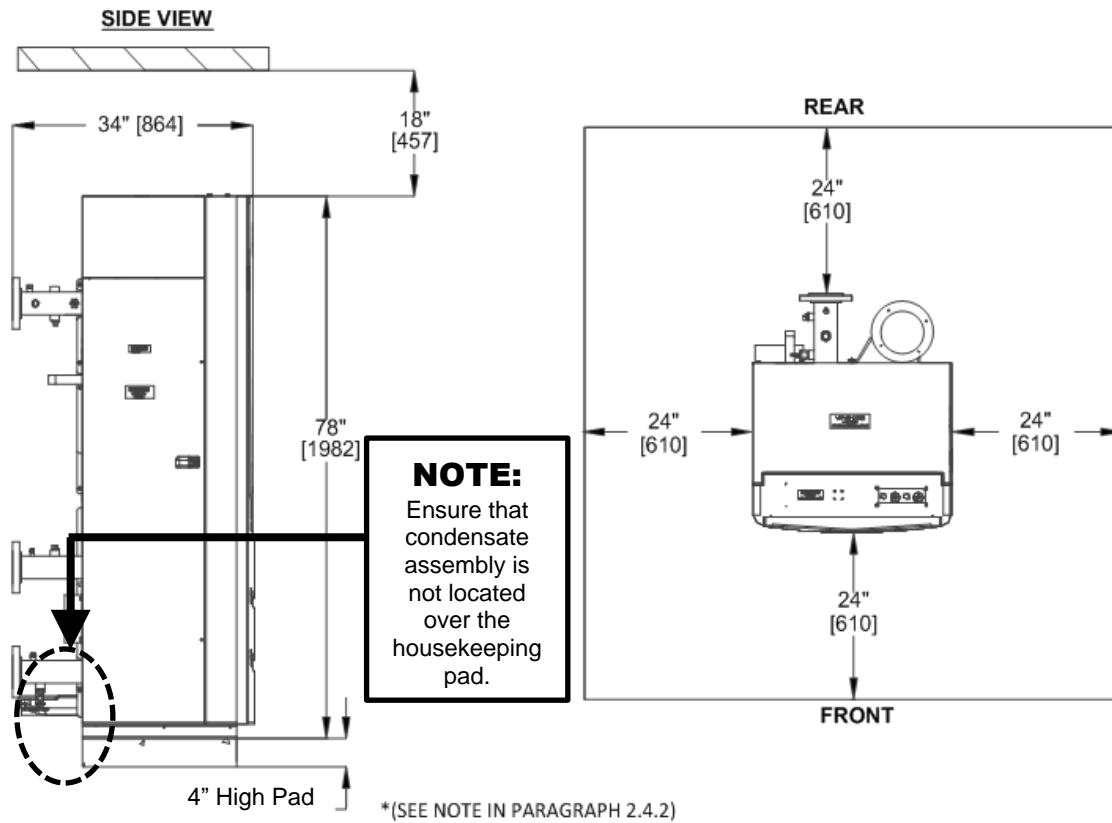 SIDE VIEW
34" [864]
18"
[457]
78"
[1982]
NOTE:
Ensure that
condensate
assembly is
not located
over the
housekeeping
pad.
4” High Pad
*(SEE NOTE IN PARAGRAPH 2.4.2)
REAR
24"
[610]
24"
[610]
24"
[610]
24"
[610]
FRONT